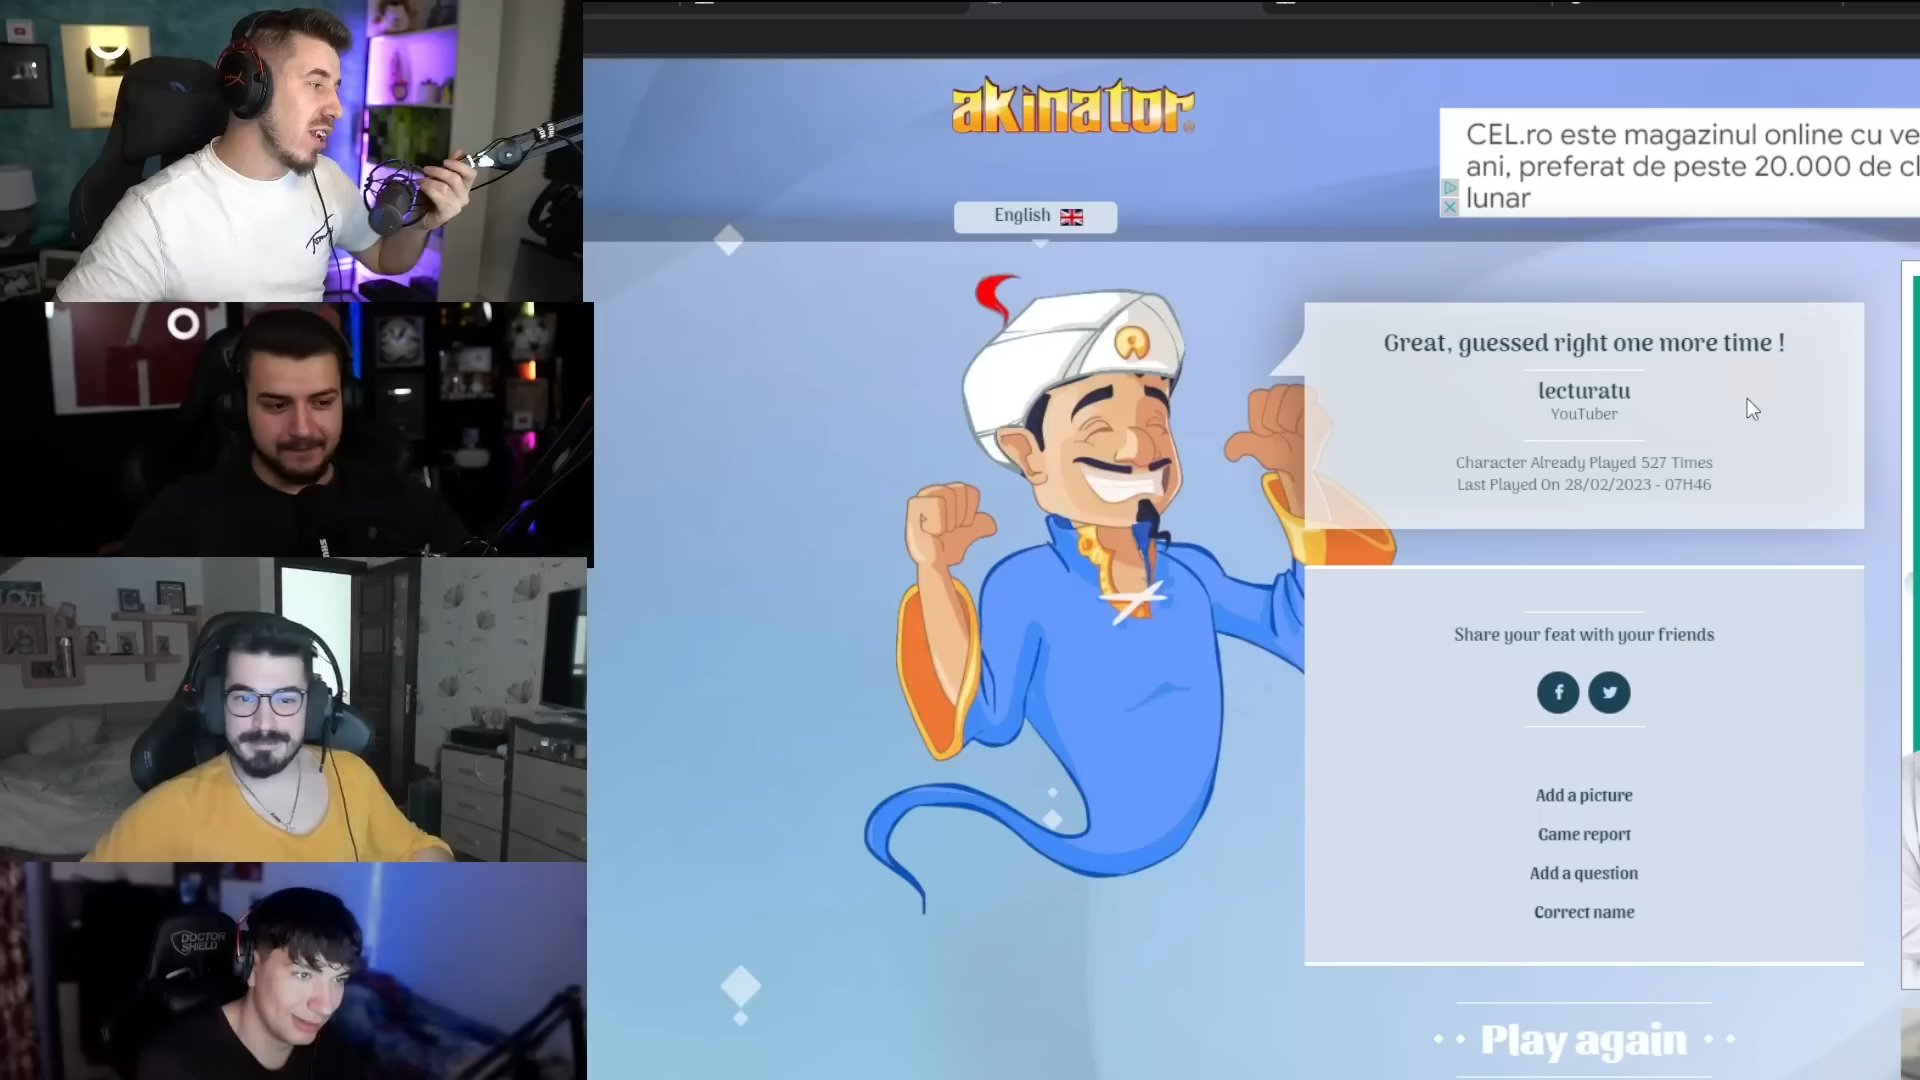 akinator
CEL.ro este magazinul online cu ve
ani, preferat de peste 20.000 de cl
lunar
English
Great, guessed right one more time !
lecturatu
YouTuber
Character Already Played 527 Times
Last Played On 28/02/2023 - 07H46
Share your feat with your friends
Add a picture
Game report
Add a question
Correct name
Play again
DOCTOR
SHIELD